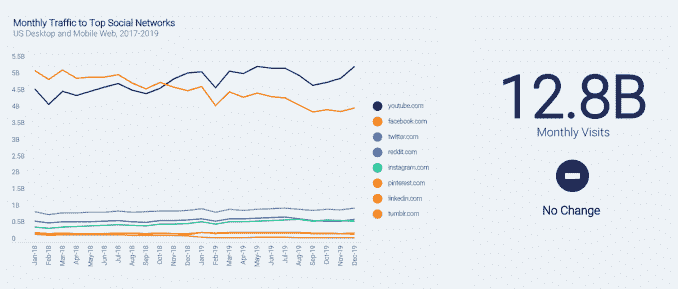 Monthly Traffic to Top Social Networks
US Desktop and Mobile Web, 2017-2019
5.5B
5B
4.5B
4B
3.5B
3B
2.5B
2B
1.5B
1B
0.5B
0
Jan-18
Feb-18
Mar-18
Apr-18
May-18
Jun-18
Jul-18
Aug-18
Sep-18
Oct-18
Nov-18
Dec-18
Jan-19
Feb-19
Mar-19
Apr-19
May-19
Jun-19
Jul-19
Aug-19
Sep-19
Oct-19
Nov-19
Dec-19
youtube.com
facebook.com
twitter.com
reddit.com
instagram.com
pinterest.com
linkedin.com
tumblr.com
12.8B
Monthly Visits
No Change